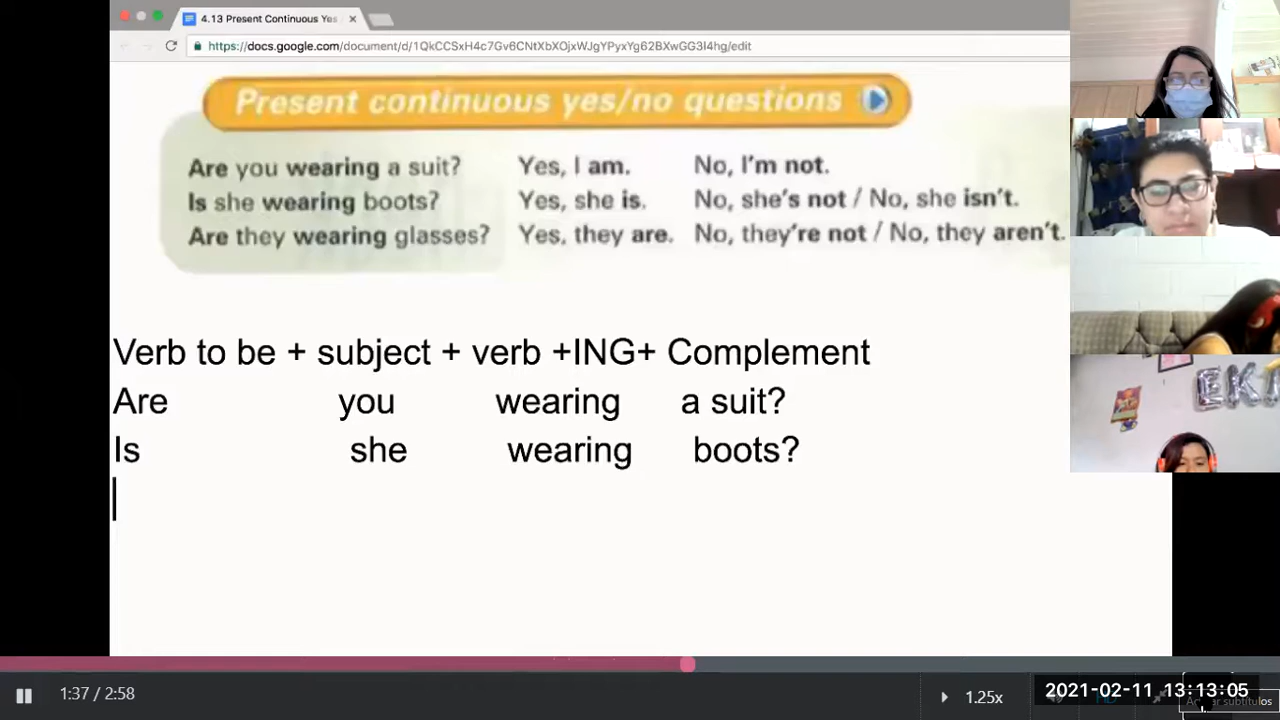 4.13 Present Continuous Yes
https://docs.google.com/document/d/1QkCCSxH4c7Gv6CNtXbXOjxWJgYPyxYg62BXwGG3I4hg/edit
Present continuous yes/no questions
Are you wearing a suit? Yes, I am. No, I'm not.
Is she wearing boots? Yes, she is. No, she's not / No, she isn't.
Are they wearing glasses? Yes, they are. No, they're not / No, they aren't.
Verb to be + subject + verb +ING+ Complement
Are you wearing a suit?
Is she wearing boots?
1:37 / 2:58
1.25x
2021-02-11 13:13:05
subtítulos